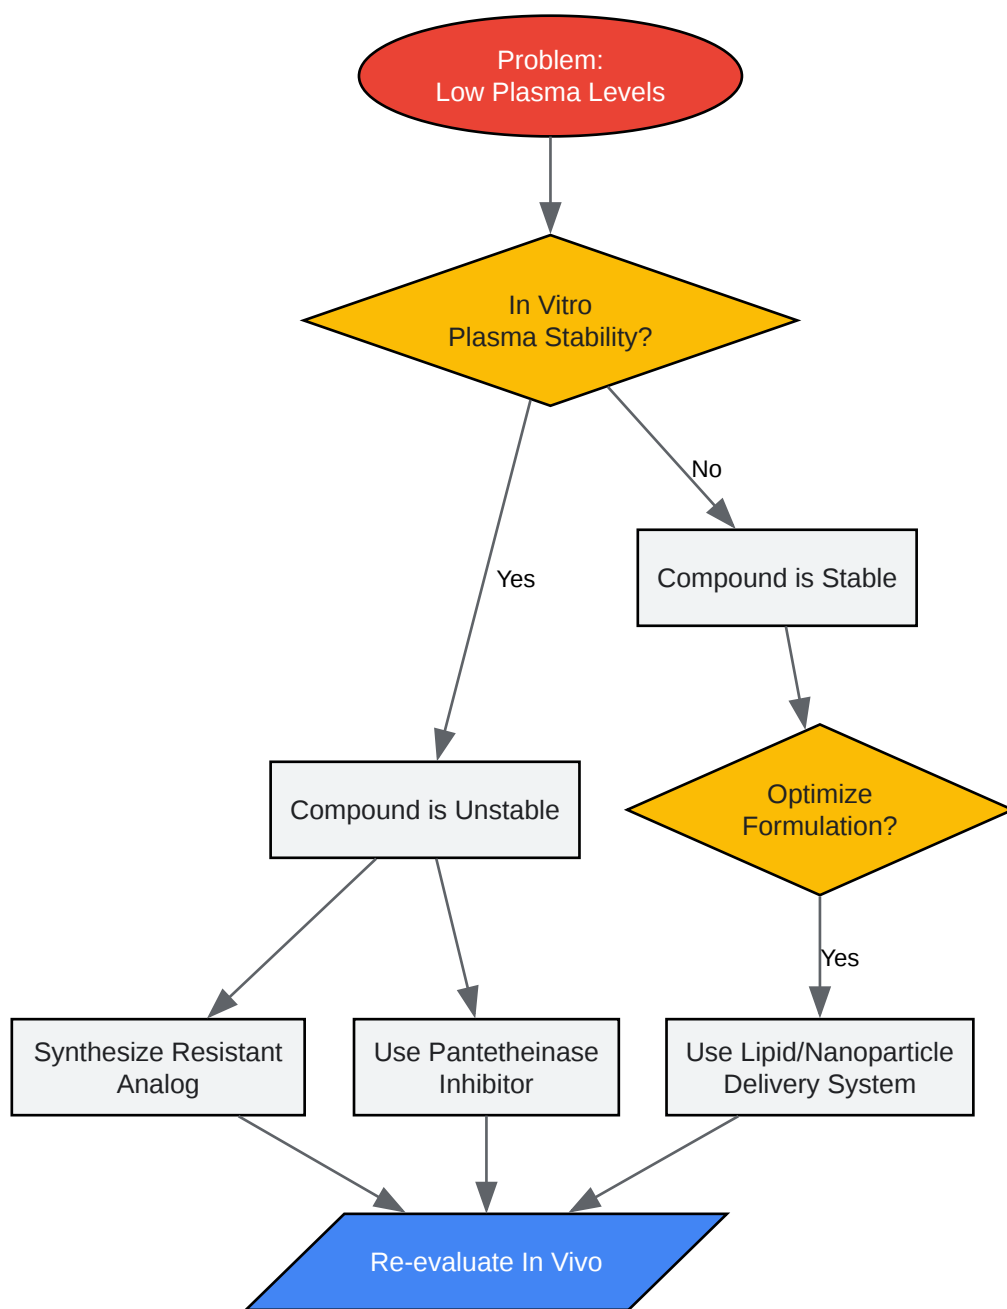 Problem:
Low Plasma Levels
In Vitro
Plasma Stability?
No
Yes
Compound is Stable
Compound is Unstable
Optimize
Formulation?
Yes
Synthesize Resistant
Analog
Use Pantetheinase
Inhibitor
Use Lipid/Nanoparticle
Delivery System
Re-evaluate In Vivo